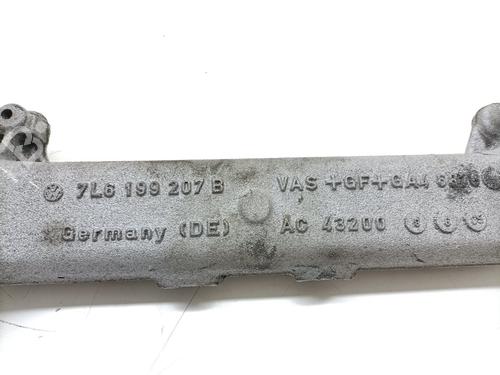 7L6 199 207 B VAS +GF+GA4
Germany (DE) AC 43200